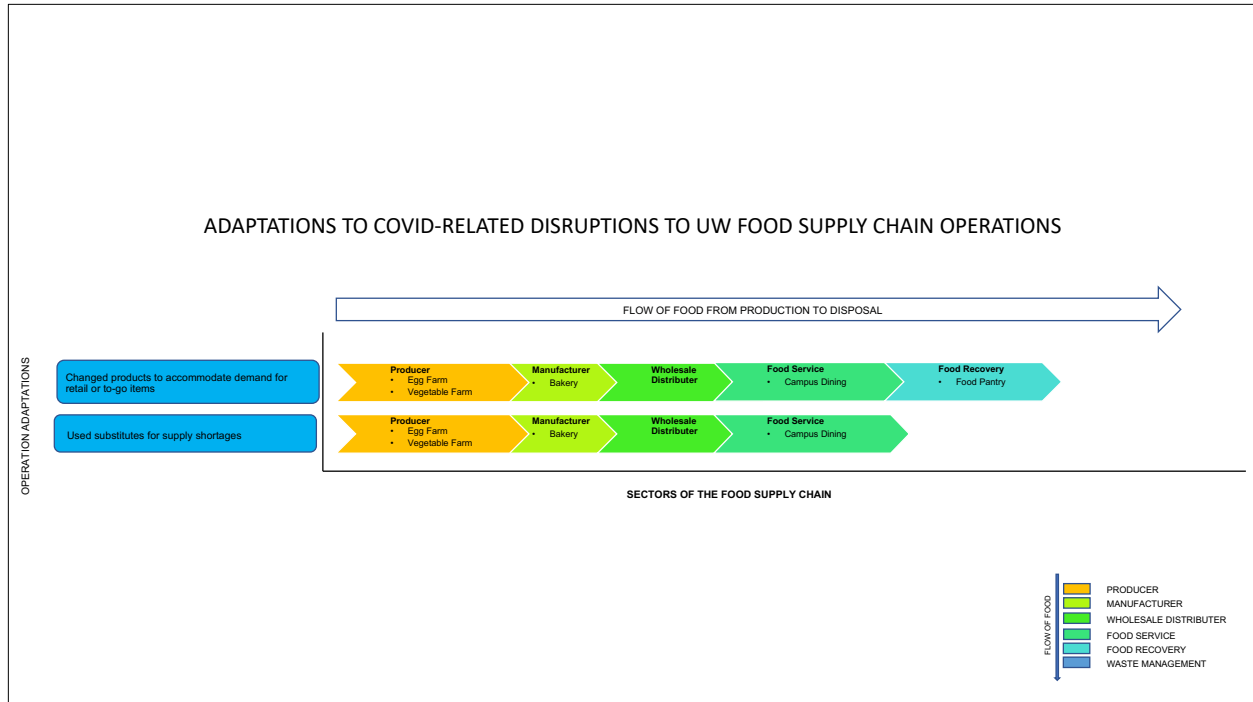 ADAPTATIONS TO COVID-RELATED DISRUPTIONS TO UW FOOD SUPPLY CHAIN OPERATIONS
FLOW OF FOOD FROM PRODUCTION TO DISPOSAL
OPERATION ADAPTATIONS
Changed products to accommodate demand for
retail or to-go items
Producer
• Egg Farm
• Vegetable Farm
Manufacturer
• Bakery
Wholesale
Distributer
Food Service
• Campus Dining
Food Recovery
• Food Pantry
Used substitutes for supply shortages
Producer
• Egg Farm
• Vegetable Farm
Manufacturer
• Bakery
Wholesale
Distributer
Food Service
• Campus Dining
SECTORS OF THE FOOD SUPPLY CHAIN
FLOW OF FOOD
PRODUCER
MANUFACTURER
WHOLESALE DISTRIBUTER
FOOD SERVICE
FOOD RECOVERY
WASTE MANAGEMENT